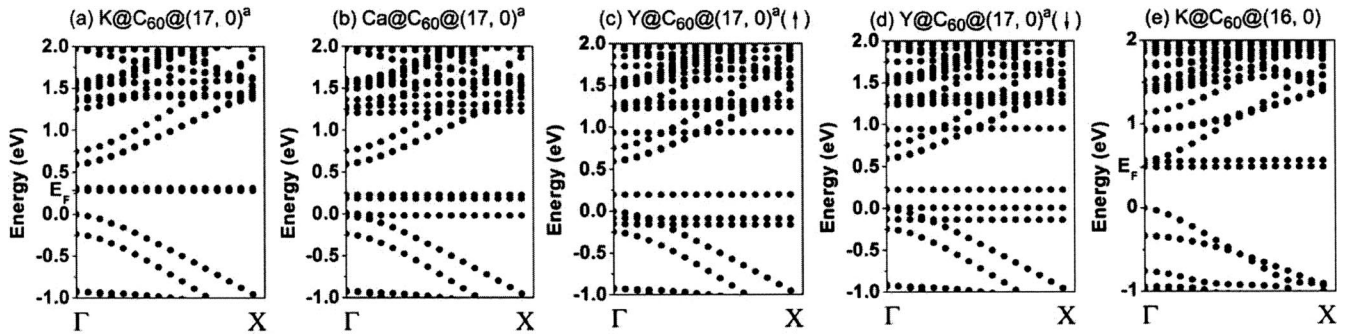 (a) K@C60@(17, 0)a
(b) Ca@C60@(17, 0)a
(c) Y@C60@(17, 0)a(↑)
(d) Y@C60@(17, 0)a(↓)
(e) K@C60@(16, 0)
Energy (eV)
2.0
1.5
1.0
0.5
EF
0.0
-0.5
-1.0
Γ
X
Energy (eV)
2.0
1.5
1.0
0.5
0.0
-0.5
-1.0
Γ
X
Energy (eV)
2.0
1.5
1.0
0.5
0.0
-0.5
-1.0
Γ
X
Energy (eV)
2.0
1.5
1.0
0.5
0.0
-0.5
-1.0
Γ
X
Energy (eV)
2
1
EF
0
-1
Γ
X